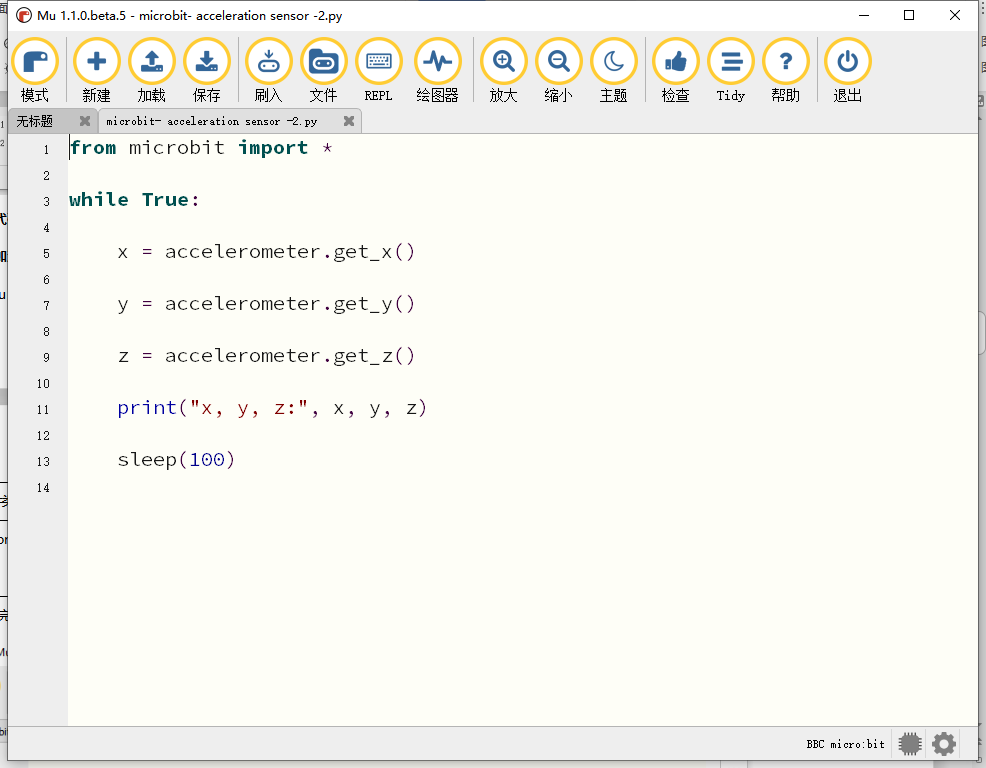 Mu 1.1.0.beta.5 - microbit- acceleration sensor -2.py
模式 新建 加载 保存 刷入 文件 REPL 绘图器 放大 缩小 主题 检查 Tidy 帮助 退出
无标题 microbit- acceleration sensor -2.py
1 from microbit import *
2
3 while True:
4
5 x = accelerometer.get_x()
6
7 y = accelerometer.get_y()
8
9 z = accelerometer.get_z()
10
11 print("x, y, z:", x, y, z)
12
13 sleep(100)
14
BBC micro:bit